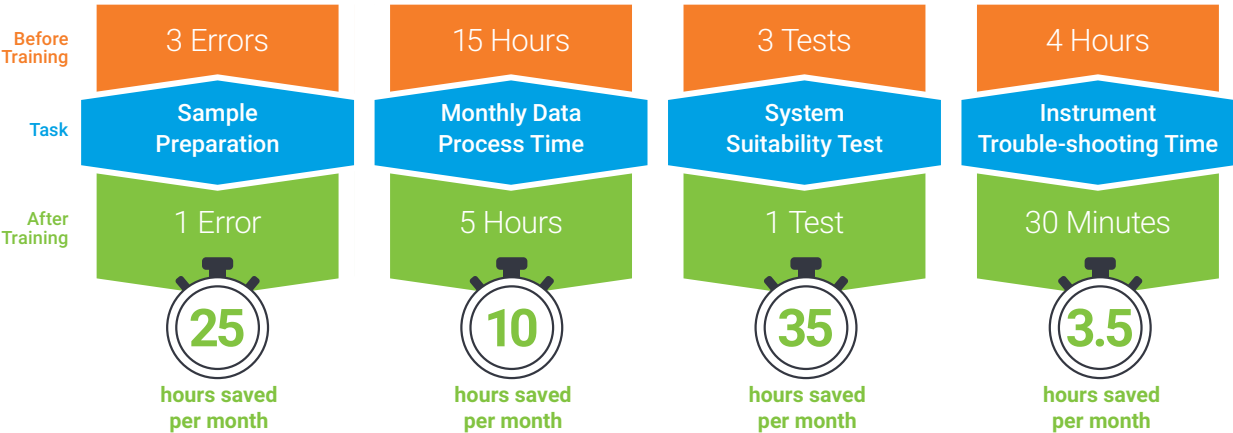 Before
Training
3 Errors
15 Hours
3 Tests
4 Hours
Task
Sample
Preparation
Monthly Data
Process Time
System
Suitability Test
Instrument
Trouble-shooting Time
After
Training
1 Error
5 Hours
1 Test
30 Minutes
25
hours saved
per month
10
hours saved
per month
35
hours saved
per month
3.5
hours saved
per month